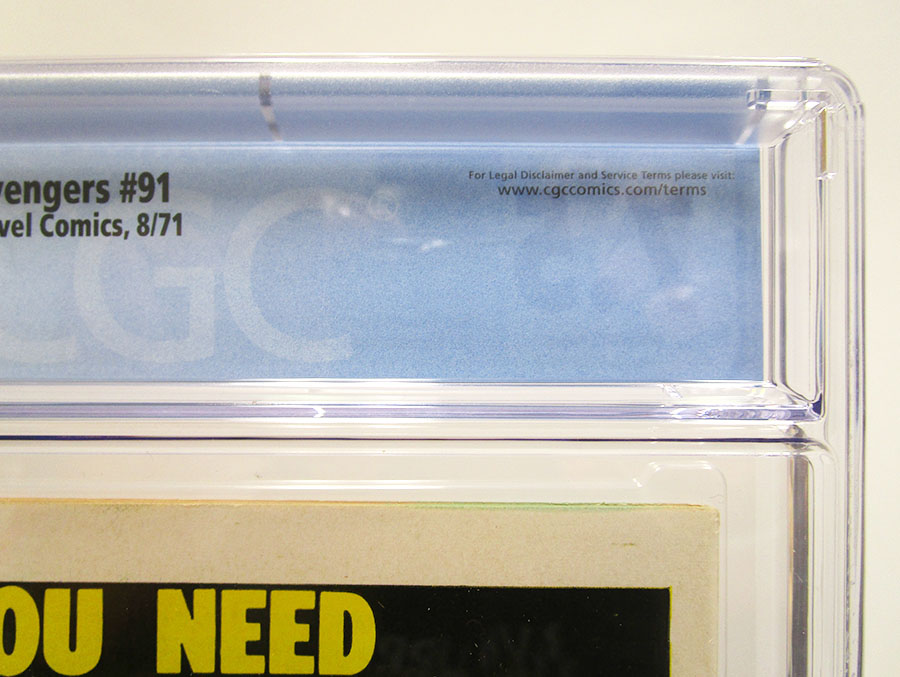 vengers #91
vel Comics, 8/71
For Legal Disclaimer and Service Terms please visit:
www.cgccomics.com/terms
CGC
OU NEED